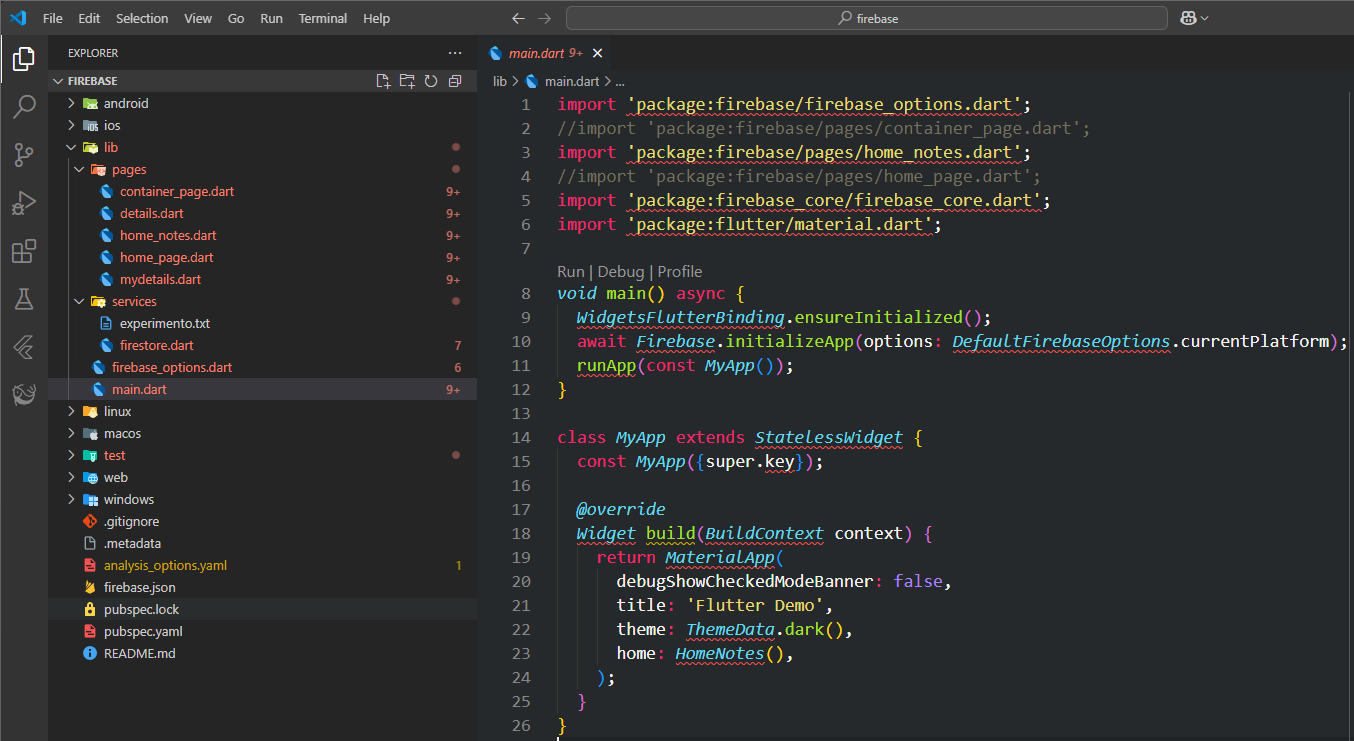 File Edit Selection View Go Run Terminal Help
firebase
EXPLORER
FIREBASE
android
ios
lib
pages
container_page.dart 9+
details.dart 9+
home_notes.dart 9+
home_page.dart 9+
mydetails.dart 9+
services
experimento.txt
firestore.dart 7
firebase_options.dart 6
main.dart 9+
linux
macos
test
web
windows
.gitignore
.metadata
analysis_options.yaml 1
firebase.json
pubspec.lock
pubspec.yaml
README.md
main.dart 9+
lib > main.dart > ...
1 import 'package:firebase/firebase_options.dart';
2 //import 'package:firebase/pages/container_page.dart';
3 import 'package:firebase/pages/home_notes.dart';
4 //import 'package:firebase/pages/home_page.dart';
5 import 'package:firebase_core/firebase_core.dart';
6 import 'package:flutter/material.dart';
7
Run | Debug | Profile
8 void main() async {
9 WidgetsFlutterBinding.ensureInitialized();
10 await Firebase.initializeApp(options: DefaultFirebaseOptions.currentPlatform);
11 runApp(const MyApp());
12 }
13
14 class MyApp extends StatelessWidget {
15 const MyApp({super.key});
16
17 @override
18 Widget build(BuildContext context) {
19 return MaterialApp(
20 debugShowCheckedModeBanner: false,
21 title: 'Flutter Demo',
22 theme: ThemeData.dark(),
23 home: HomeNotes(),
24 );
25 }
26 }